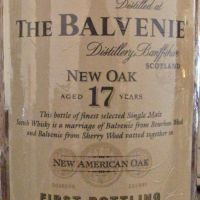 Distilled at
THE BALVENIE
Distillery, Banffshire
SCOTLAND
NEW OAK
AGED 17 YEARS
This bottle of finest selected Single Malt
Scotch Whisky is a marriage of Balvenie from Bourbon Wood
and Balvenie from Sherry Wood vatted together in
NEW AMERICAN OAK
FIRST BOTTLING